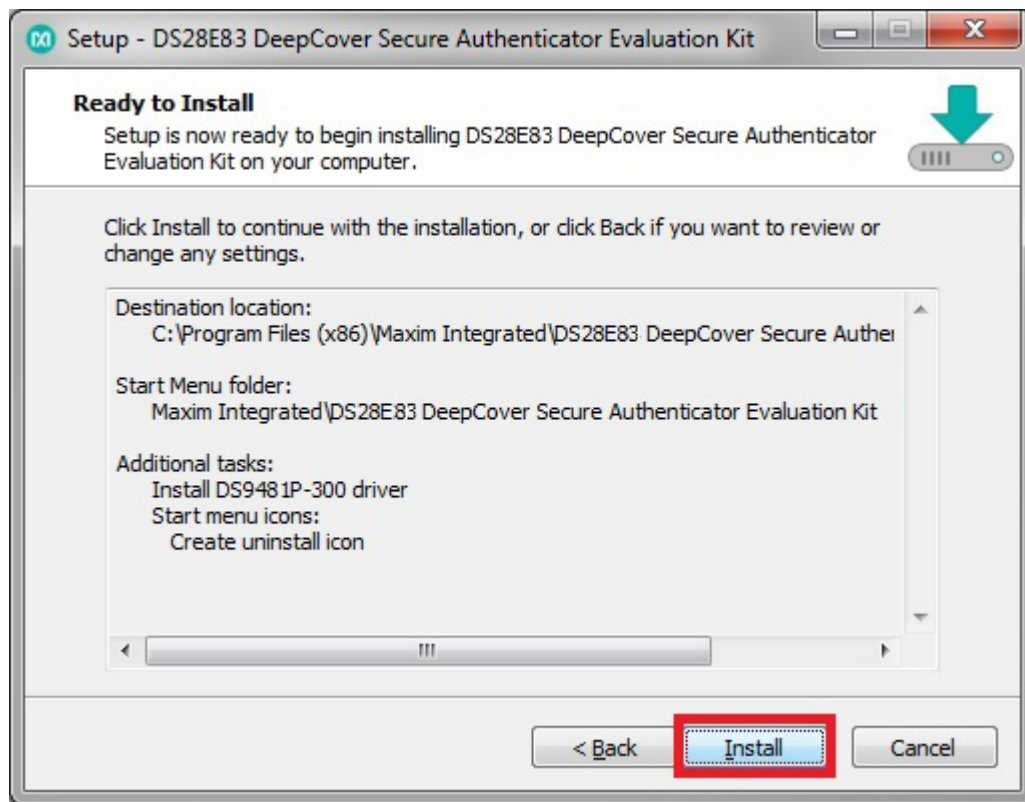 Setup - DS28E83 DeepCover Secure Authenticator Evaluation Kit
Ready to Install
Setup is now ready to begin installing DS28E83 DeepCover Secure Authenticator
Evaluation Kit on your computer.
Click Install to continue with the installation, or click Back if you want to review or
change any settings.
Destination location:
C:\Program Files (x86)\Maxim Integrated\DS28E83 DeepCover Secure Authen
Start Menu folder:
Maxim Integrated\DS28E83 DeepCover Secure Authenticator Evaluation Kit
Additional tasks:
Install DS9481P-300 driver
Start menu icons:
Create uninstall icon
< Back
Install
Cancel